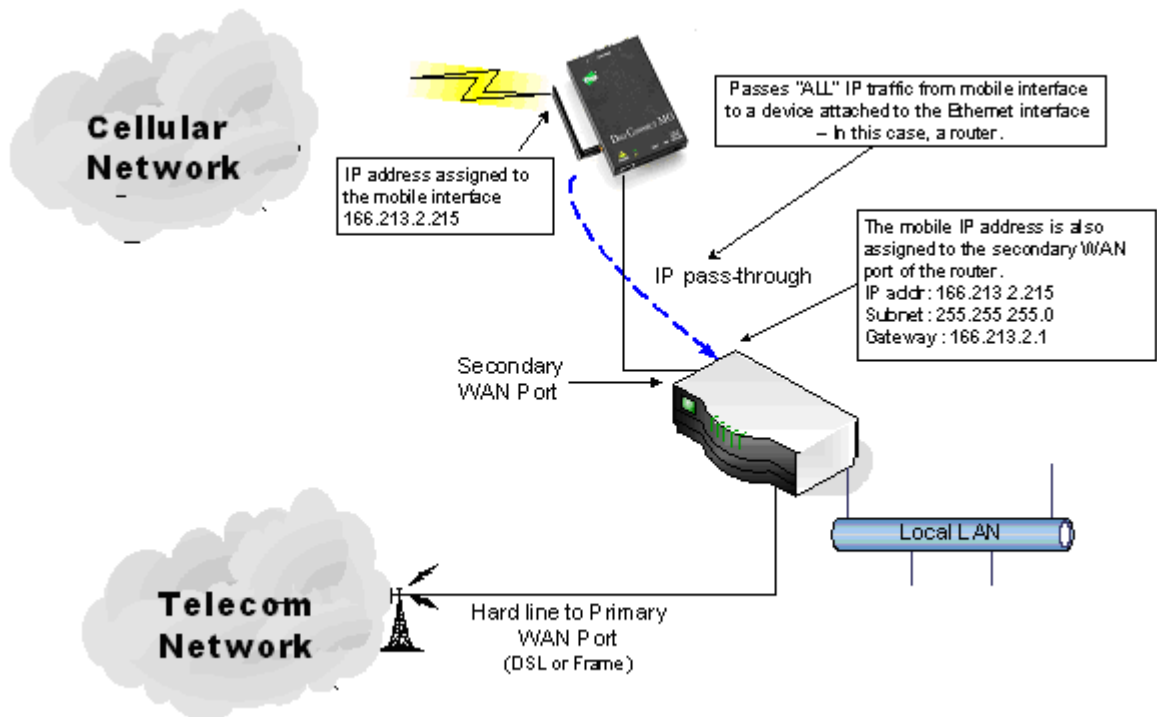 Cellular
Network
IP address assigned to
the mobile interface
166.213.2.215
Passes "ALL" IP traffic from mobile interface
to a device attached to the Ethernet interface
– In this case, a router.
The mobile IP address is also
assigned to the secondary WAN
port of the router.
IP addr: 166.213.2.215
Subnet: 255.255.255.0
Gateway: 166.213.2.1
IP pass-through
Secondary
WAN Port
Local LAN
Telecom
Network
Hard line to Primary
WAN Port
(DSL or Frame)